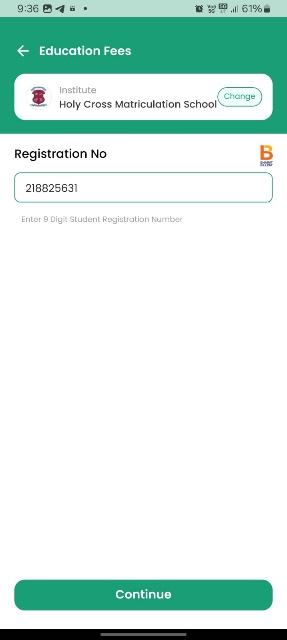 9:36
61%
Education Fees
Institute
Holy Cross Matriculation School
Change
Registration No
B
218825631
Enter 9 Digit Student Registration Number
Continue